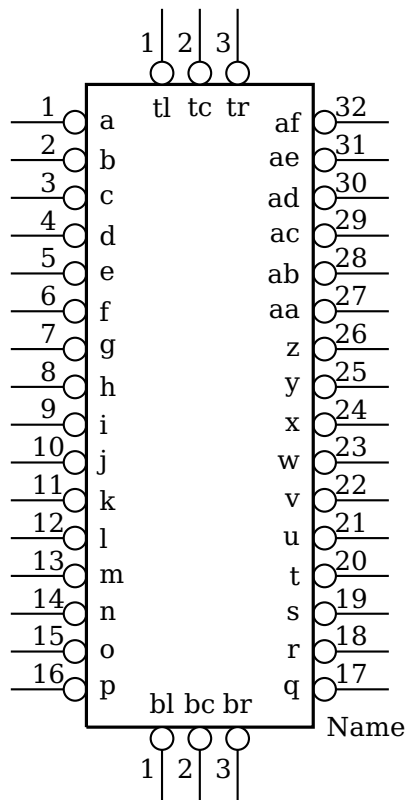 1 2 3
tl tc tr
1 a af 32
2 b ae 31
3 c ad 30
4 d ac 29
5 e ab 28
6 f aa 27
7 g z 26
8 h y 25
9 i x 24
10 j w 23
11 k v 22
12 l u 21
13 m t 20
14 n s 19
15 o r 18
16 p q 17
bl bc br
Name
1 2 3